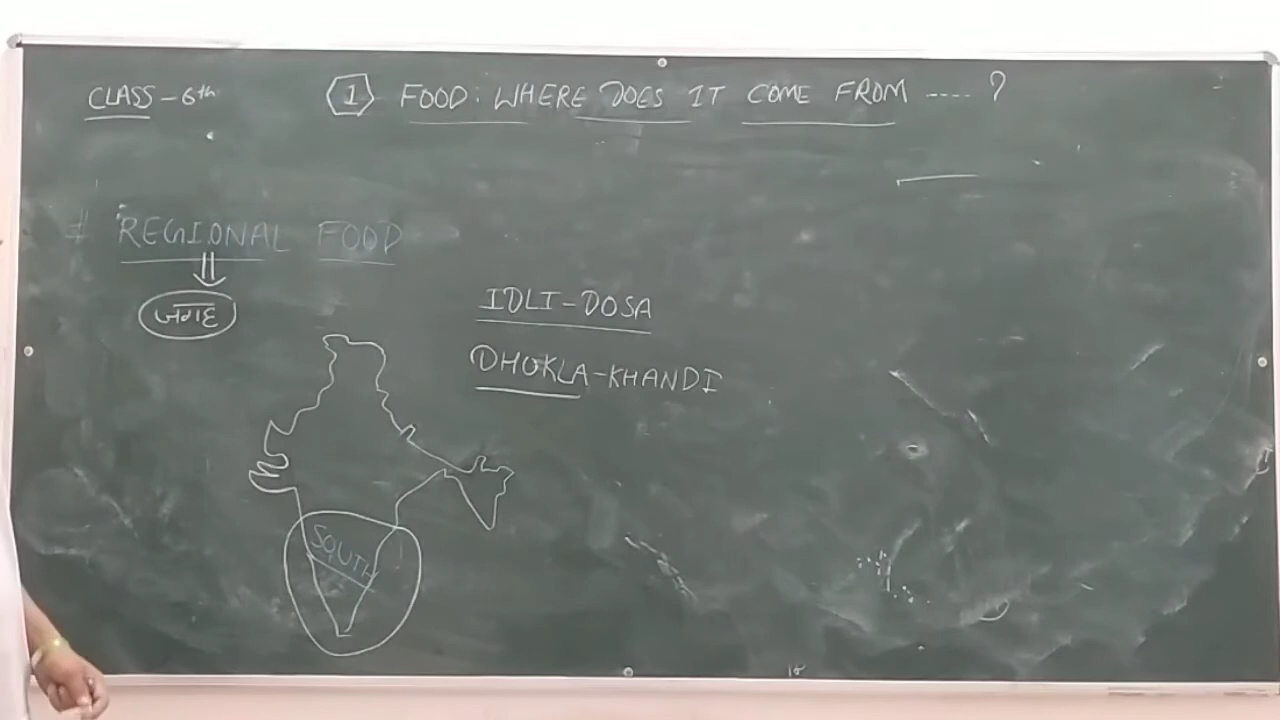 CLASS-6th
① FOOD: WHERE DOES IT COME FROM ---- ?
# REGIONAL FOOD
जगह
IDLI-DOSA
DHOKLA-KHANDI
SOUTH